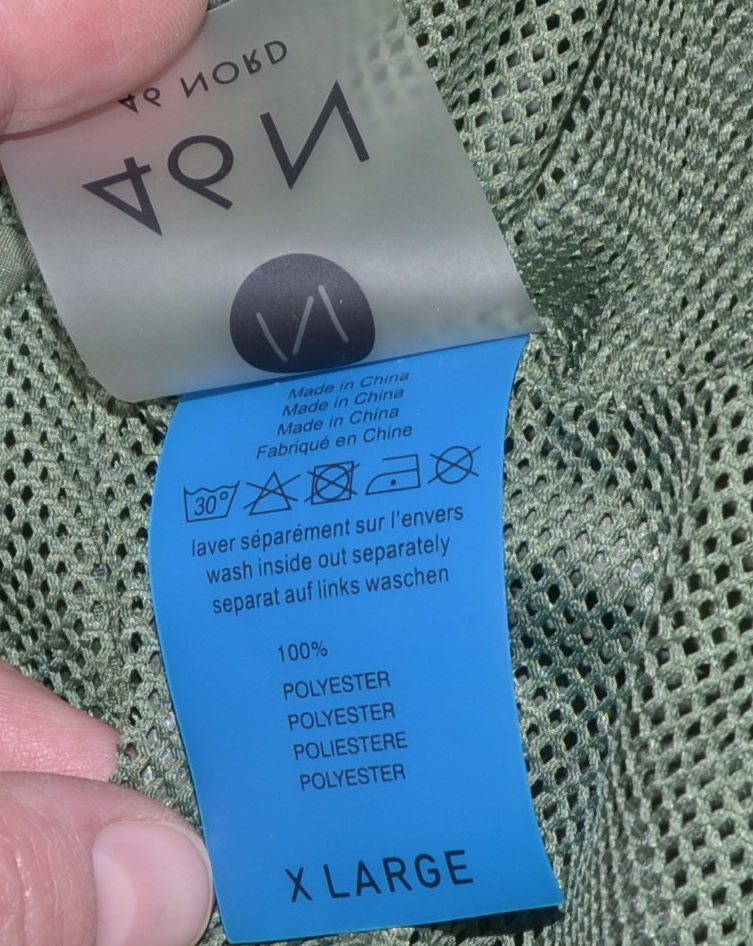 46 NORD
46 N
Made in China
Made in China
Made in China
Fabriqué en Chine
30°
laver séparément sur l'envers
wash inside out separately
separat auf links waschen
100%
POLYESTER
POLYESTER
POLIESTERE
POLYESTER
X LARGE